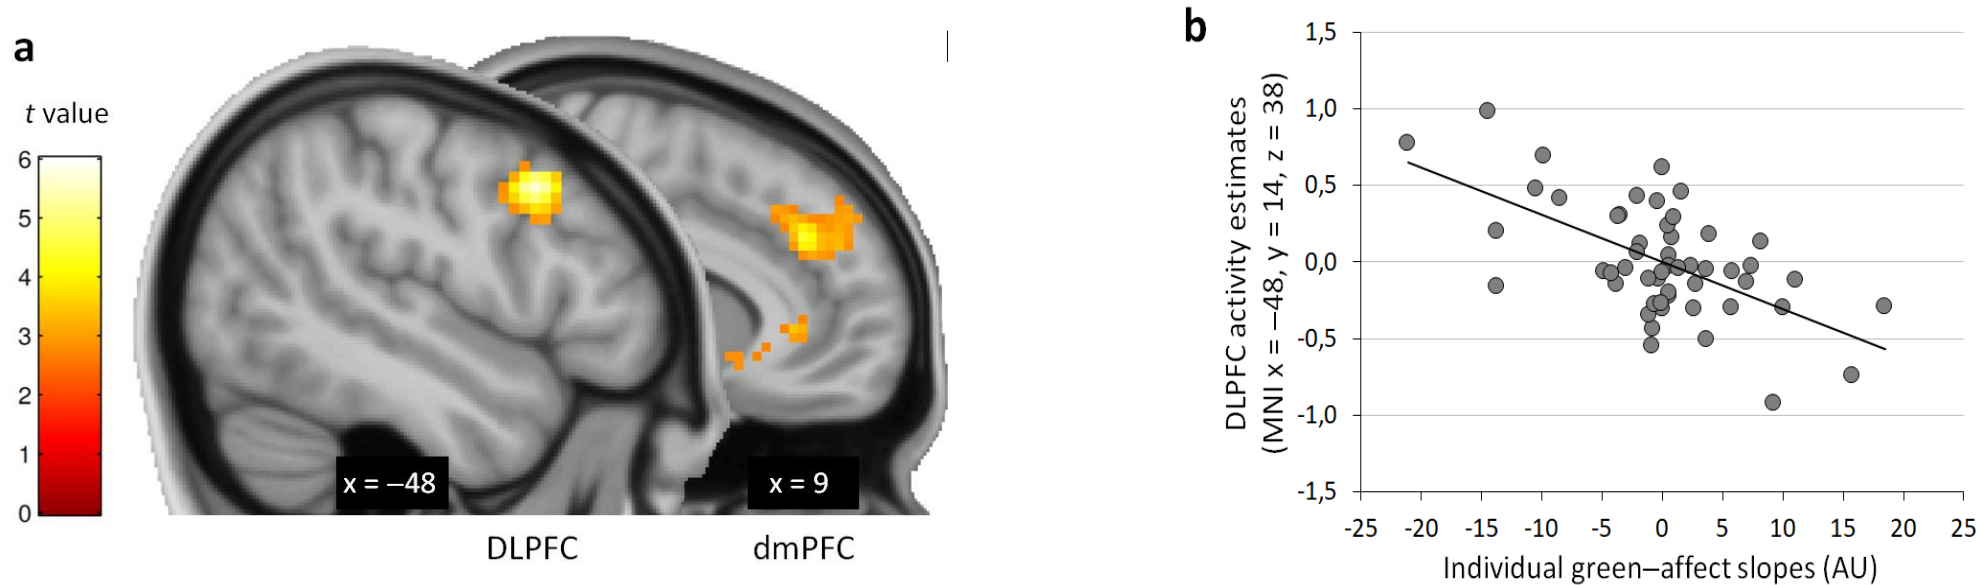 a
t value
6
5
4
3
2
1
0
x = −48
x = 9
DLPFC
dmPFC
b
DLPFC activity estimates
(MNI x = −48, y = 14, z = 38)
1,5
1,0
0,5
0,0
-0,5
-1,0
-1,5
-25 -20 -15 -10 -5 0 5 10 15 20 25
Individual green–affect slopes (AU)